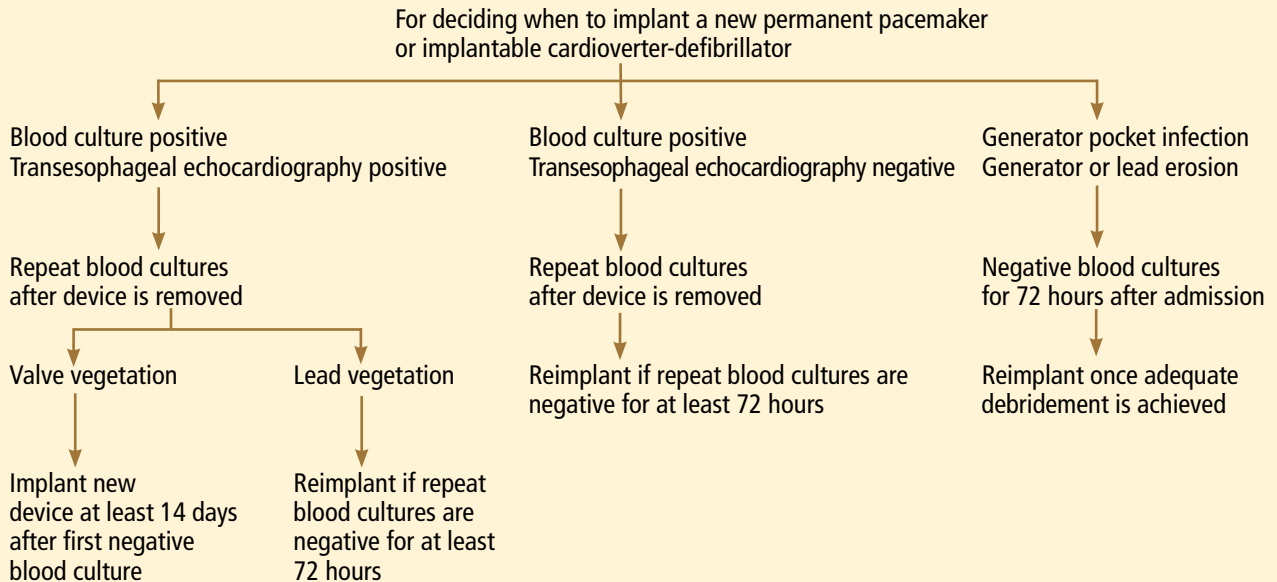 For deciding when to implant a new permanent pacemaker
or implantable cardioverter-defibrillator
Blood culture positive
Transesophageal echocardiography positive
Blood culture positive
Transesophageal echocardiography negative
Generator pocket infection
Generator or lead erosion
Repeat blood cultures
after device is removed
Repeat blood cultures
after device is removed
Negative blood cultures
for 72 hours after admission
Valve vegetation
Lead vegetation
Reimplant if repeat blood cultures are
negative for at least 72 hours
Reimplant once adequate
debridement is achieved
Implant new
device at least 14 days
after first negative
blood culture
Reimplant if repeat
blood cultures are
negative for at least
72 hours